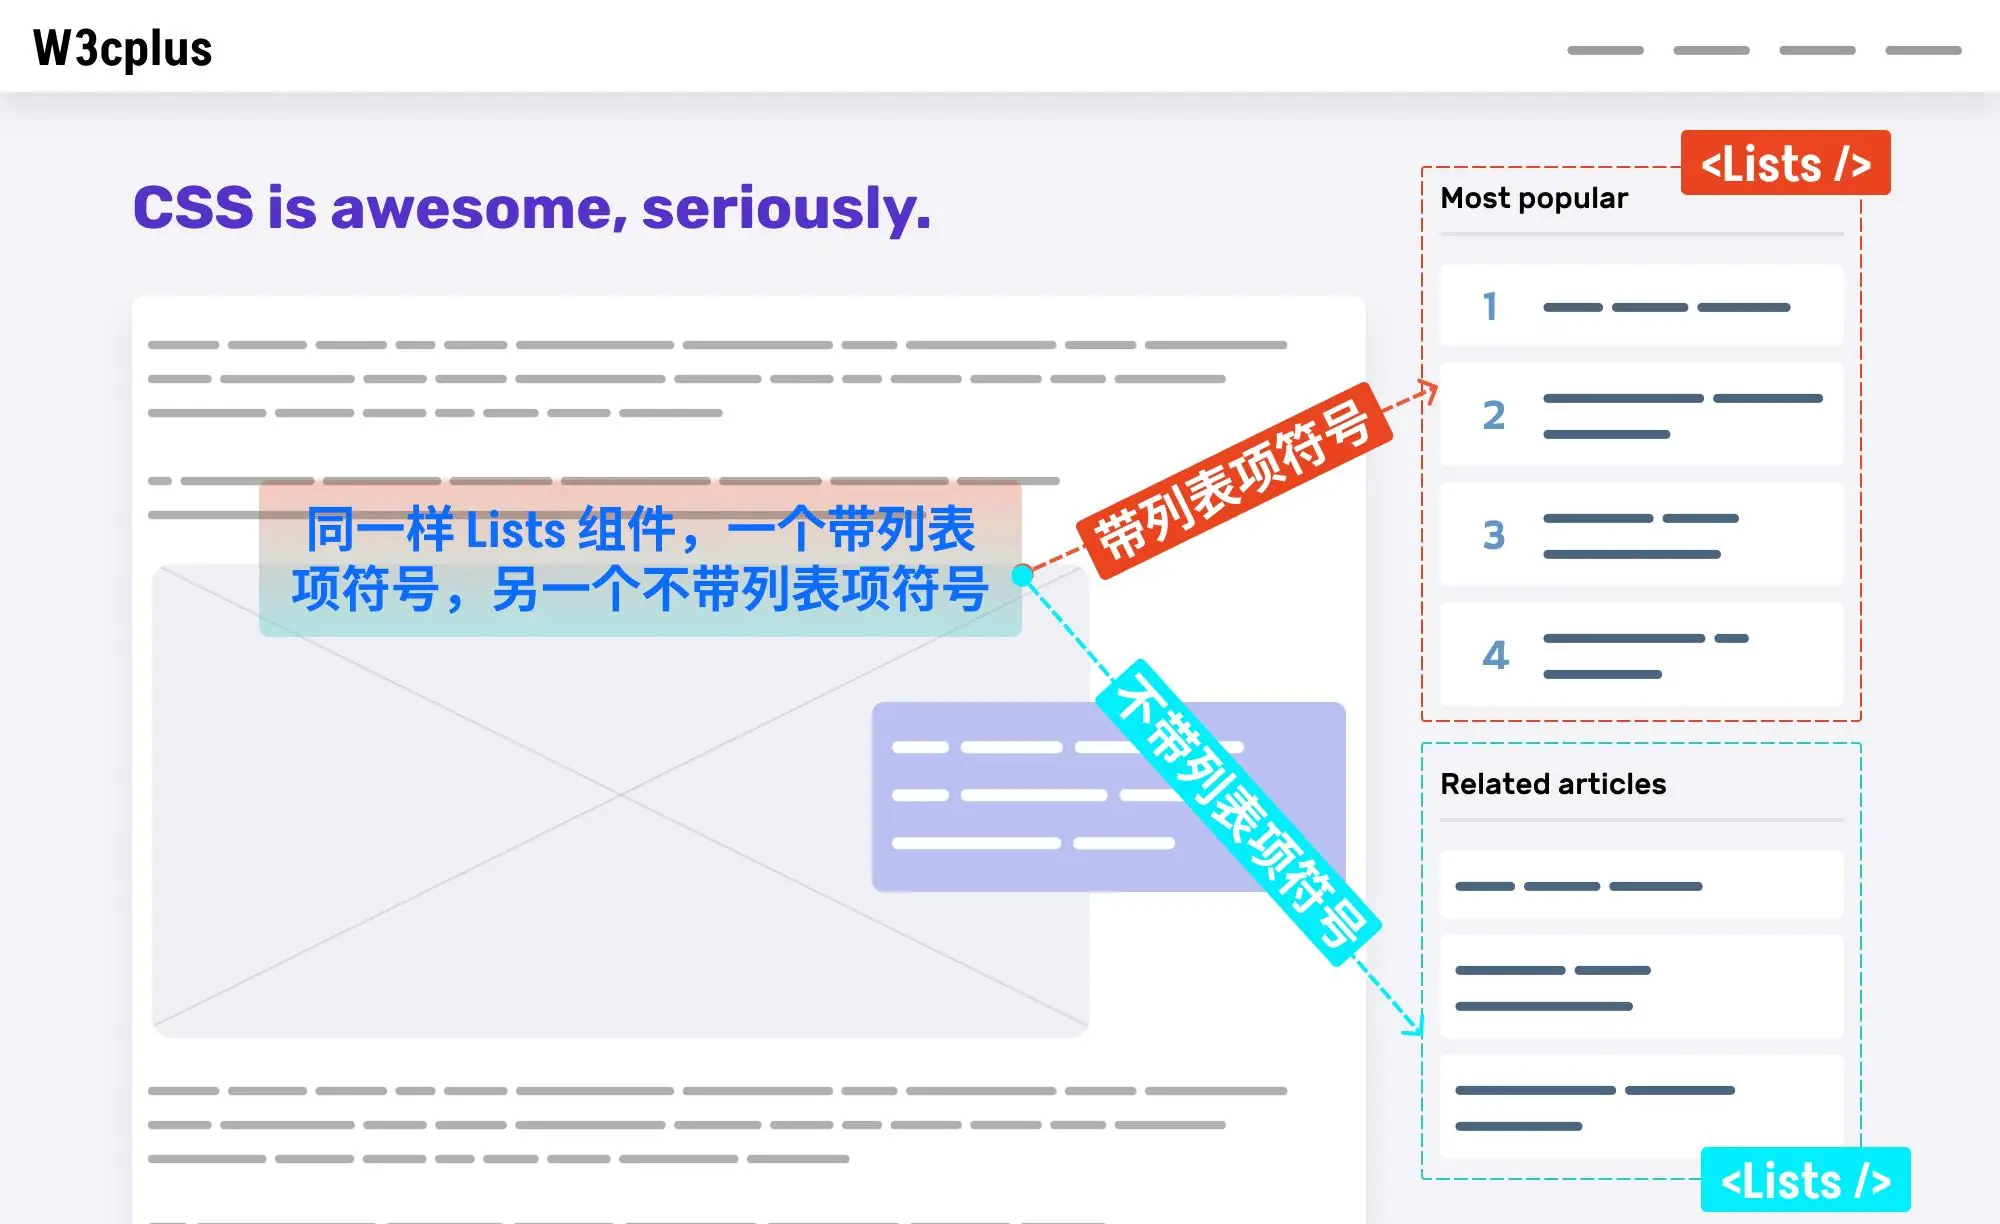 W3cplus
CSS is awesome, seriously.
<Lists />
Most popular
1
2
3
4
带列表项符号
同一样 Lists 组件，一个带列表
项符号，另一个不带列表项符号
不带列表项符号
Related articles
<Lists />